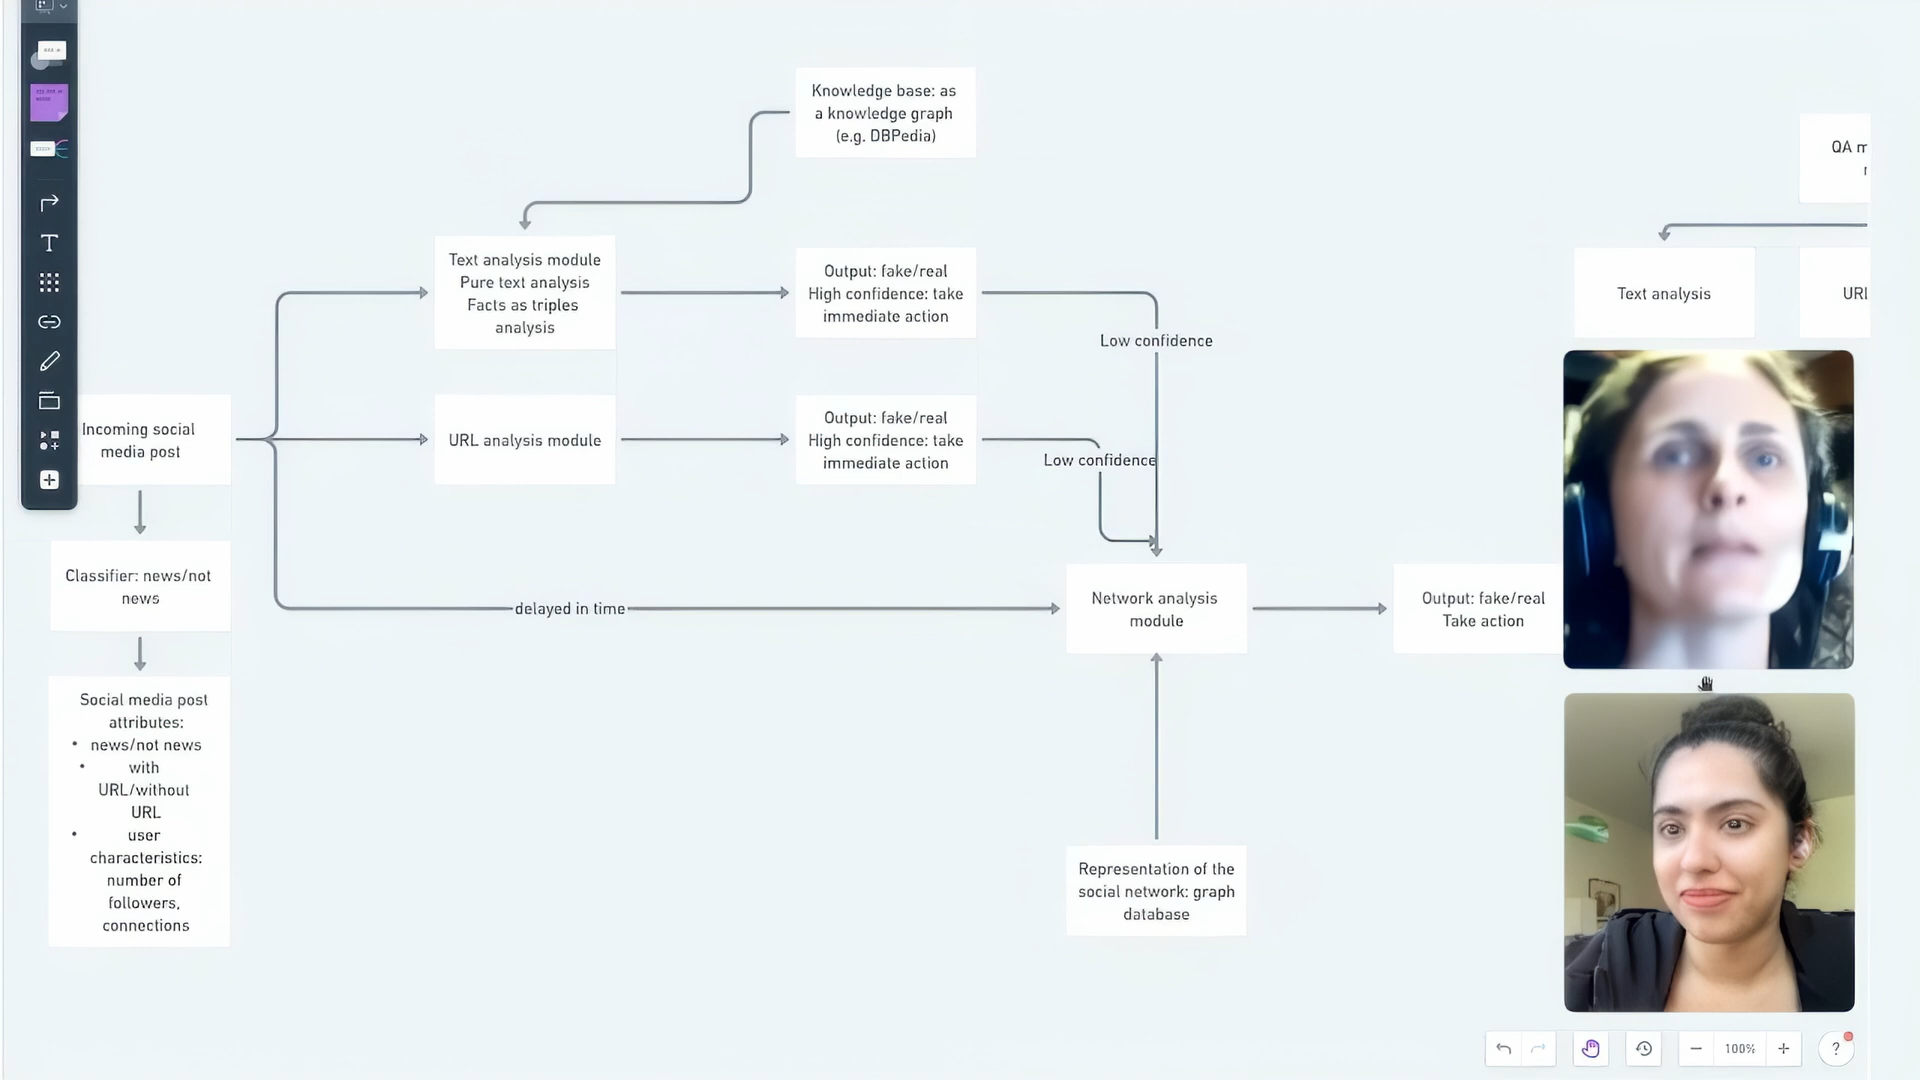 Knowledge base: as
a knowledge graph
(e.g. DBPedia)
Text analysis module
Pure text analysis
Facts as triples
analysis
Output: fake/real
High confidence: take
immediate action
Low confidence
Incoming social
media post
URL analysis module
Output: fake/real
High confidence: take
immediate action
Low confidence
Classifier: news/not
news
delayed in time
Network analysis
module
Output: fake/real
Take action
Social media post
attributes:
• news/not news
• with
URL/without
URL
• user
characteristics:
number of
followers,
connections
Representation of the
social network: graph
database
QA
Text analysis
URL
100%
?